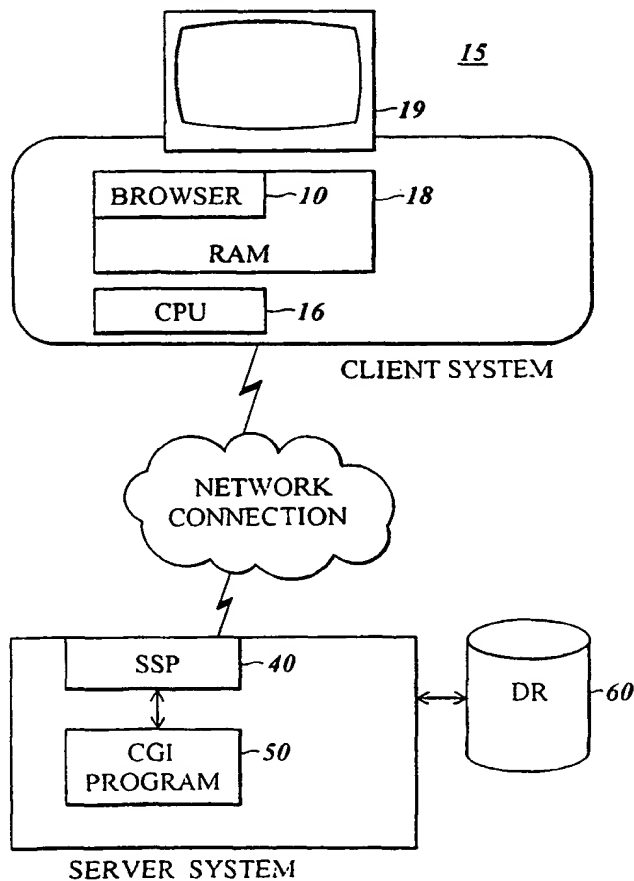 15
19
BROWSER 10 18
RAM
CPU 16
CLIENT SYSTEM
NETWORK
CONNECTION
SSP 40
DR 60
CGI 50
PROGRAM
SERVER SYSTEM